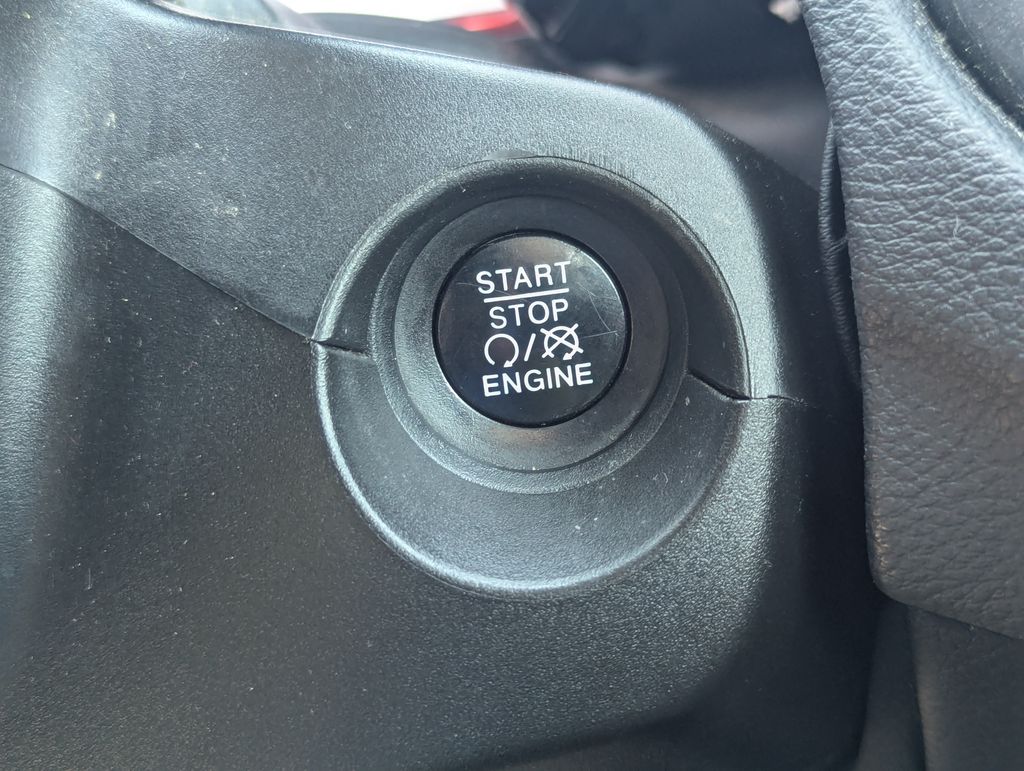 START
STOP
/
ENGINE